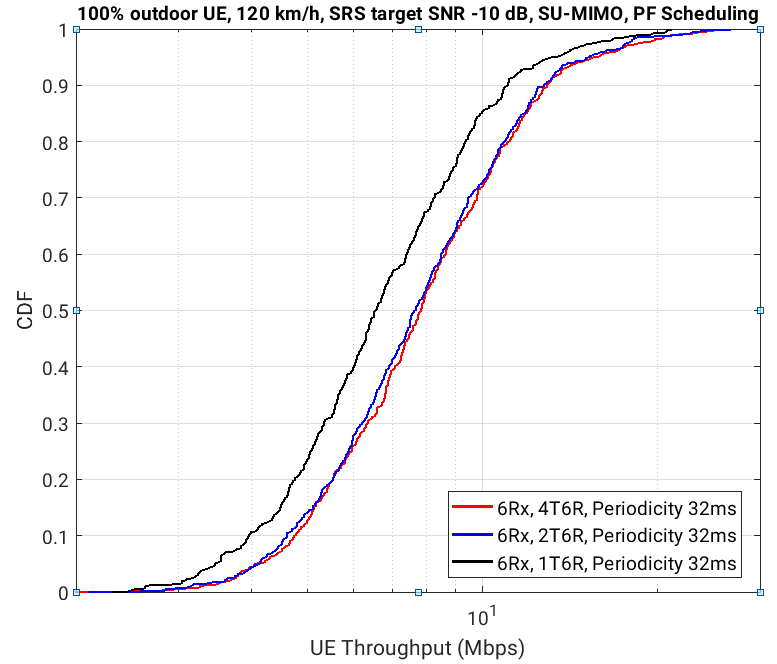 100% outdoor UE, 120 km/h, SRS target SNR -10 dB, SU-MIMO, PF Scheduling
1
0.9
0.8
0.7
0.6
0.5
0.4
0.3
0.2
0.1
0
CDF
6Rx, 4T6R, Periodicity 32ms
6Rx, 2T6R, Periodicity 32ms
6Rx, 1T6R, Periodicity 32ms
10^1
UE Throughput (Mbps)